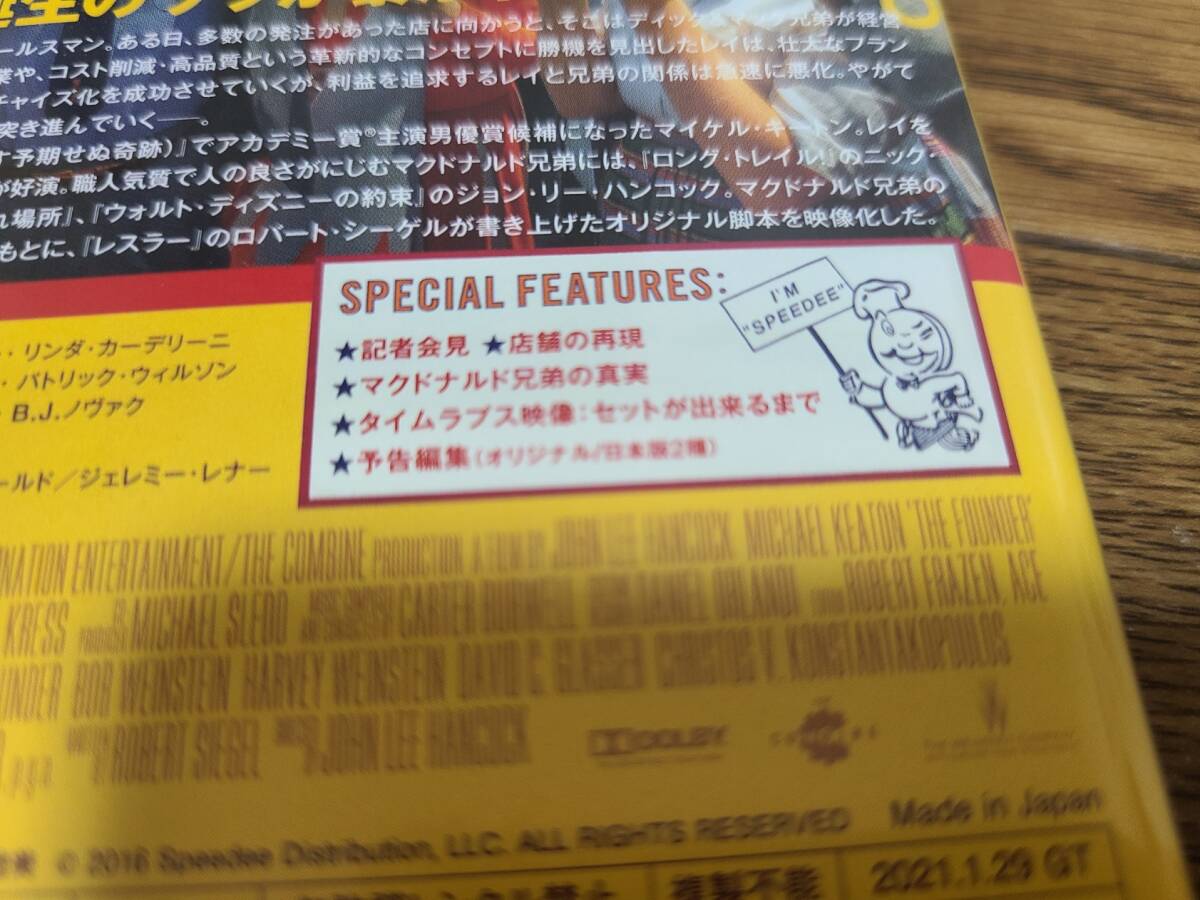 ールスマン。ある日、多数の発注があった店に向かうと、そこはディック&マック兄弟が経営
業や、コスト削減・高品質という革新的なコンセプトに勝機を見出したレイは、壮大なフラン
チャイズ化を成功させていくが、利益を追求するレイと兄弟の関係は急速に悪化。やがて
突き進んでいく──。
す予期せぬ奇跡)』でアカデミー賞®主演男優賞候補になったマイケル・キートン。レイを
が好演。職人気質で人の良さがにじむマクドナルド兄弟には、『ロング・トレイル!』のニック・
れ場所』、『ウォルト・ディズニーの約束』のジョン・リー・ハンコック。マクドナルド兄弟の
もとに、『レスラー』のロバート・シーゲルが書き上げたオリジナル脚本を映像化した。
SPECIAL FEATURES:
I'M
"SPEEDEE"
★記者会見 ★店舗の再現
★マクドナルド兄弟の真実
★タイムラプス映像:セットが出来るまで
★予告編集(オリジナル/日本版2種)
・リンダ・カーデリーニ
・パトリック・ウィルソン
B.J.ノヴァク
ールド/ジェレミー・レナー
NATION ENTERTAINMENT/THE COMBINE PRODUCTION A FILM BY JOHN LEE HANCOCK MICHAEL KEATON 'THE FOUNDER'
KRESS MICHAEL SLEDD CARTER BURWELL DANIEL ORLANDI ROBERT FRAZEN, ACE
UNDER BOB WEINSTEIN HARVEY WEINSTEIN DAVID C. GLASSER CHRISTOS V. KONSTANTAKOPOULOS
p.g.a. ROBERT SIEGEL JOHN LEE HANCOCK
DOLBY
© 2016 Speedee Distribution, LLC. ALL RIGHTS RESERVED Made in Japan
複製不能 2021.1.29 GT